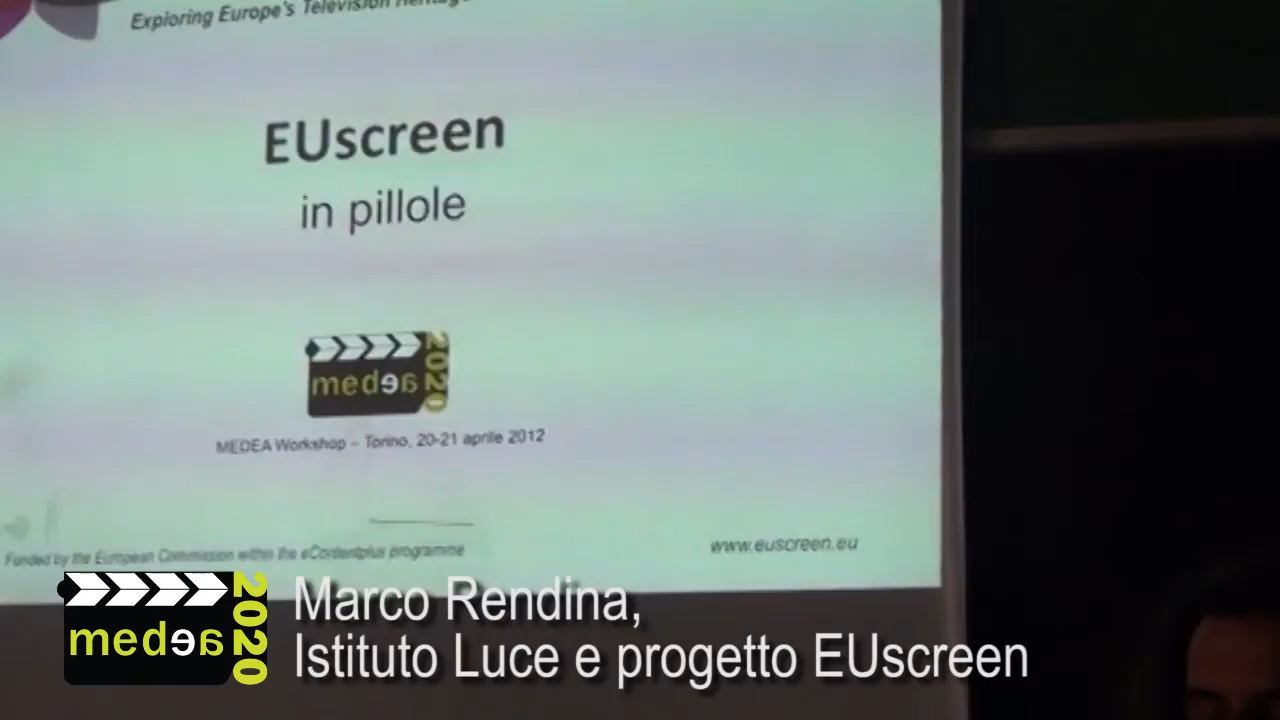 Exploring Europe's Television Heritage
EUscreen
in pillole
medea
2020
MEDEA Workshop – Torino, 20-21 aprile 2012
Funded by the European Commission within the eContentplus programme
www.euscreen.eu
medea
2020
Marco Rendina,
Istituto Luce e progetto EUscreen